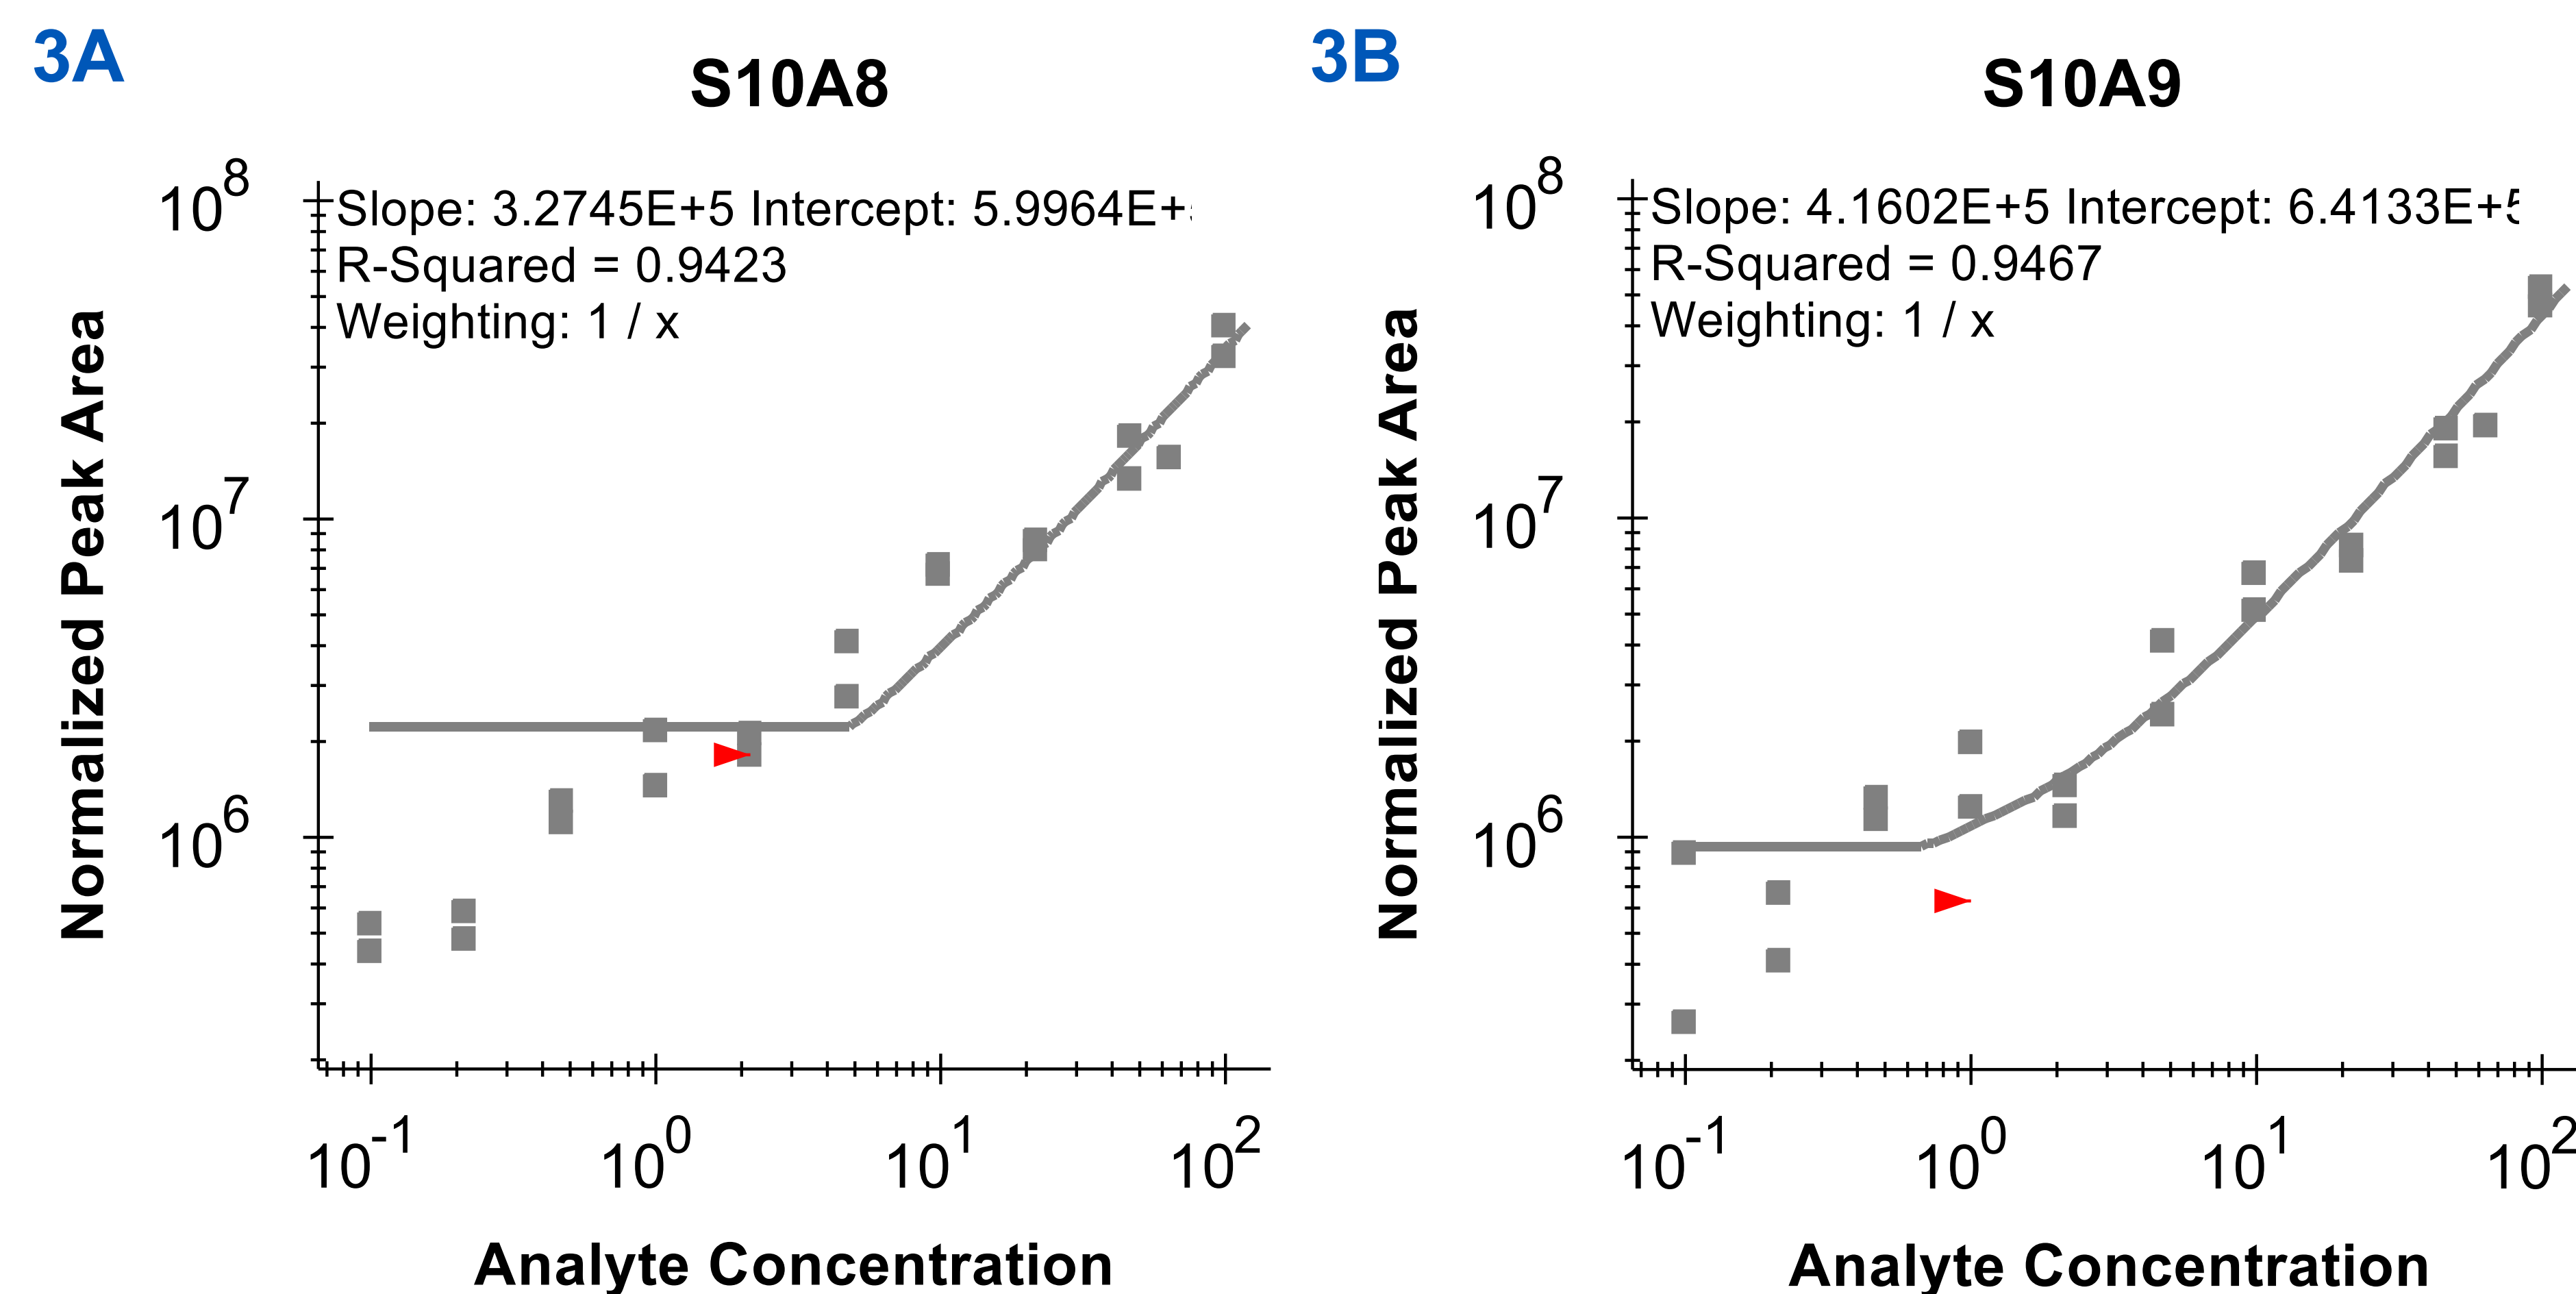 3A
S10A8
Slope: 3.2745E+5 Intercept: 5.9964E+
R-Squared = 0.9423
Weighting: 1 / x
Normalized Peak Area
10^8
10^7
10^6
10^-1 10^0 10^1 10^2
Analyte Concentration
3B
S10A9
Slope: 4.1602E+5 Intercept: 6.4133E+5
R-Squared = 0.9467
Weighting: 1 / x
Normalized Peak Area
10^8
10^7
10^6
10^-1 10^0 10^1 10^2
Analyte Concentration